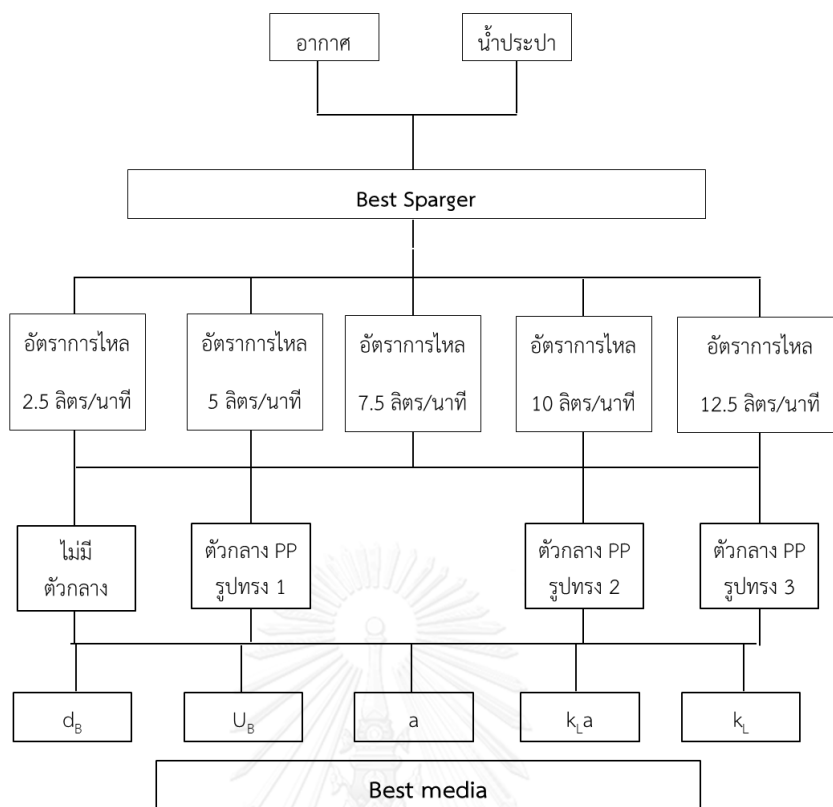 อากาศ
น้ำประปา
Best Sparger
อัตราการไหล
2.5 ลิตร/นาที
อัตราการไหล
5 ลิตร/นาที
อัตราการไหล
7.5 ลิตร/นาที
อัตราการไหล
10 ลิตร/นาที
อัตราการไหล
12.5 ลิตร/นาที
ไม่มี
ตัวกลาง
ตัวกลาง PP
รูปทรง 1
ตัวกลาง PP
รูปทรง 2
ตัวกลาง PP
รูปทรง 3
d_B
U_B
a
k_La
k_L
Best media